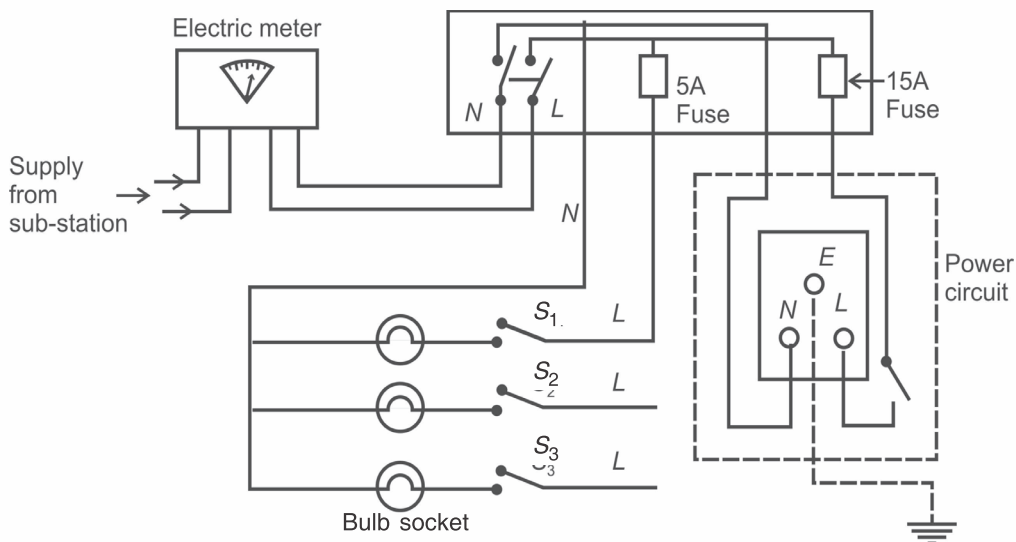 Electric meter
Supply
from
sub-station
N
L
5A
Fuse
15A
Fuse
N
Power
circuit
E
N
L
S1.
L
S2
L
S3
L
Bulb socket